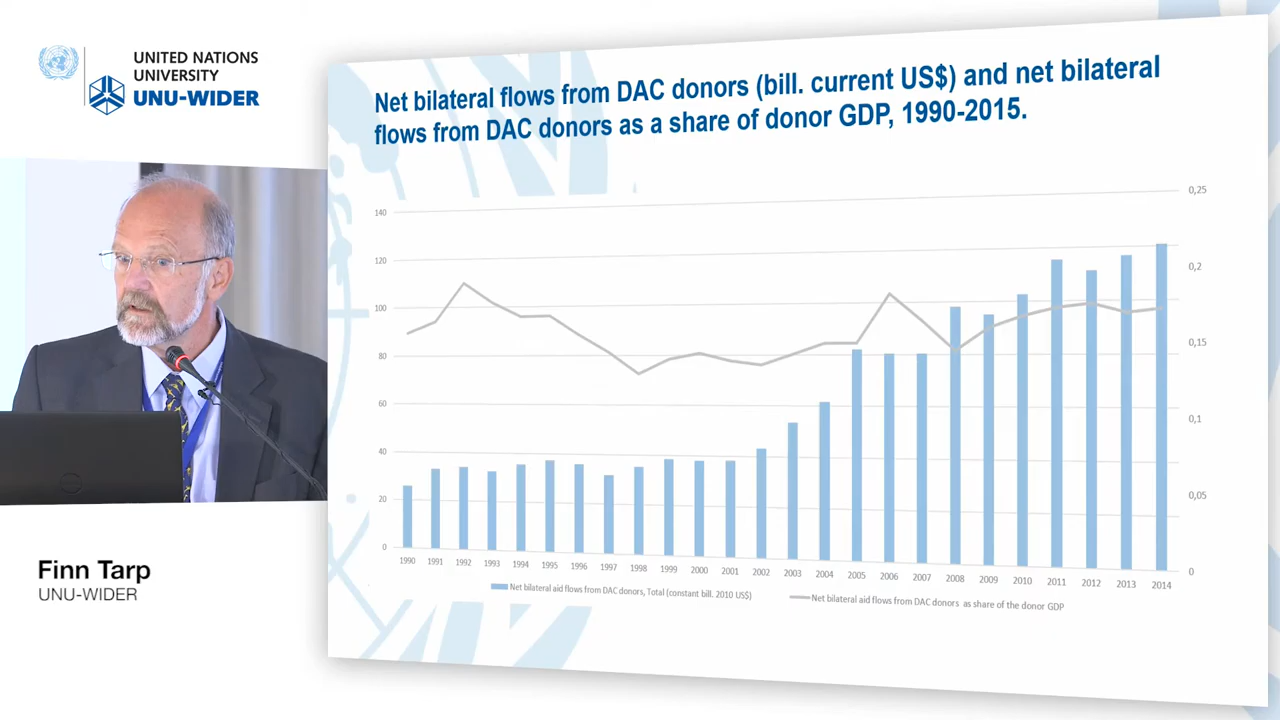 UNITED NATIONS
UNIVERSITY
UNU-WIDER
Net bilateral flows from DAC donors (bill. current US$) and net bilateral
flows from DAC donors as a share of donor GDP, 1990-2015.
140
120
100
80
60
40
20
0
0,25
0,2
0,15
0,1
0,05
0
1990 1991 1992 1993 1994 1995 1996 1997 1998 1999 2000 2001 2002 2003 2004 2005 2006 2007 2008 2009 2010 2011 2012 2013 2014
Net bilateral aid flows from DAC donors, Total (constant bill. 2010 US$)
Net bilateral aid flows from DAC donors as share of the donor GDP
Finn Tarp
UNU-WIDER